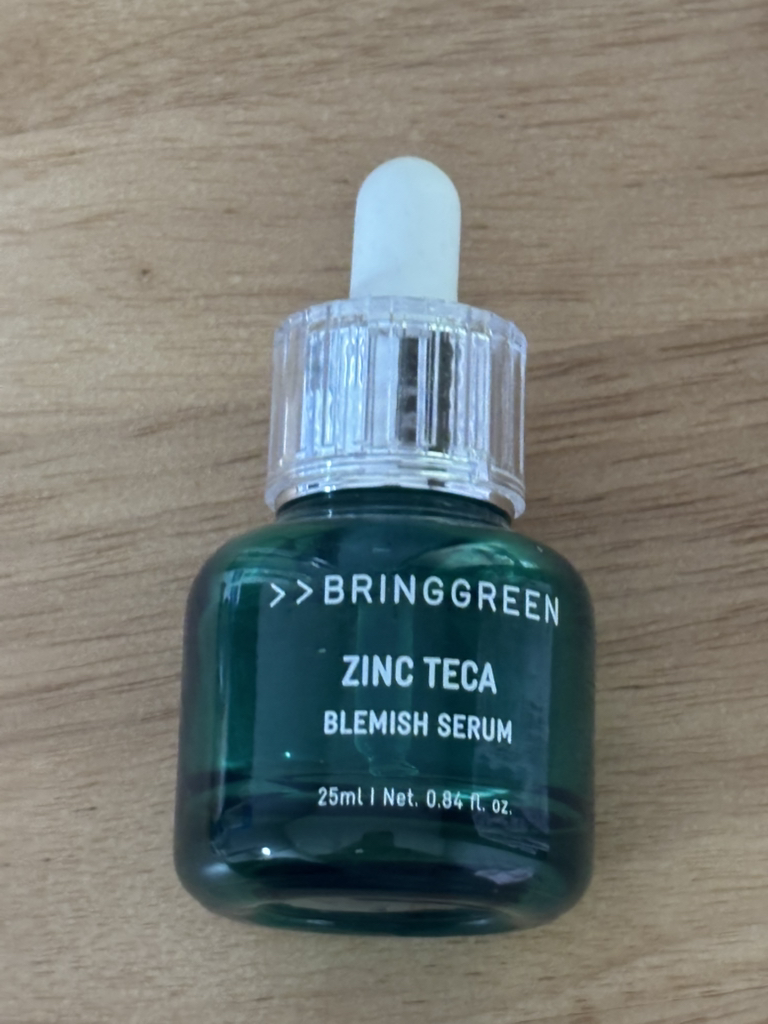 >>BRINGGREEN
ZINC TECA
BLEMISH SERUM
25ml | Net. 0.84 fl. oz.